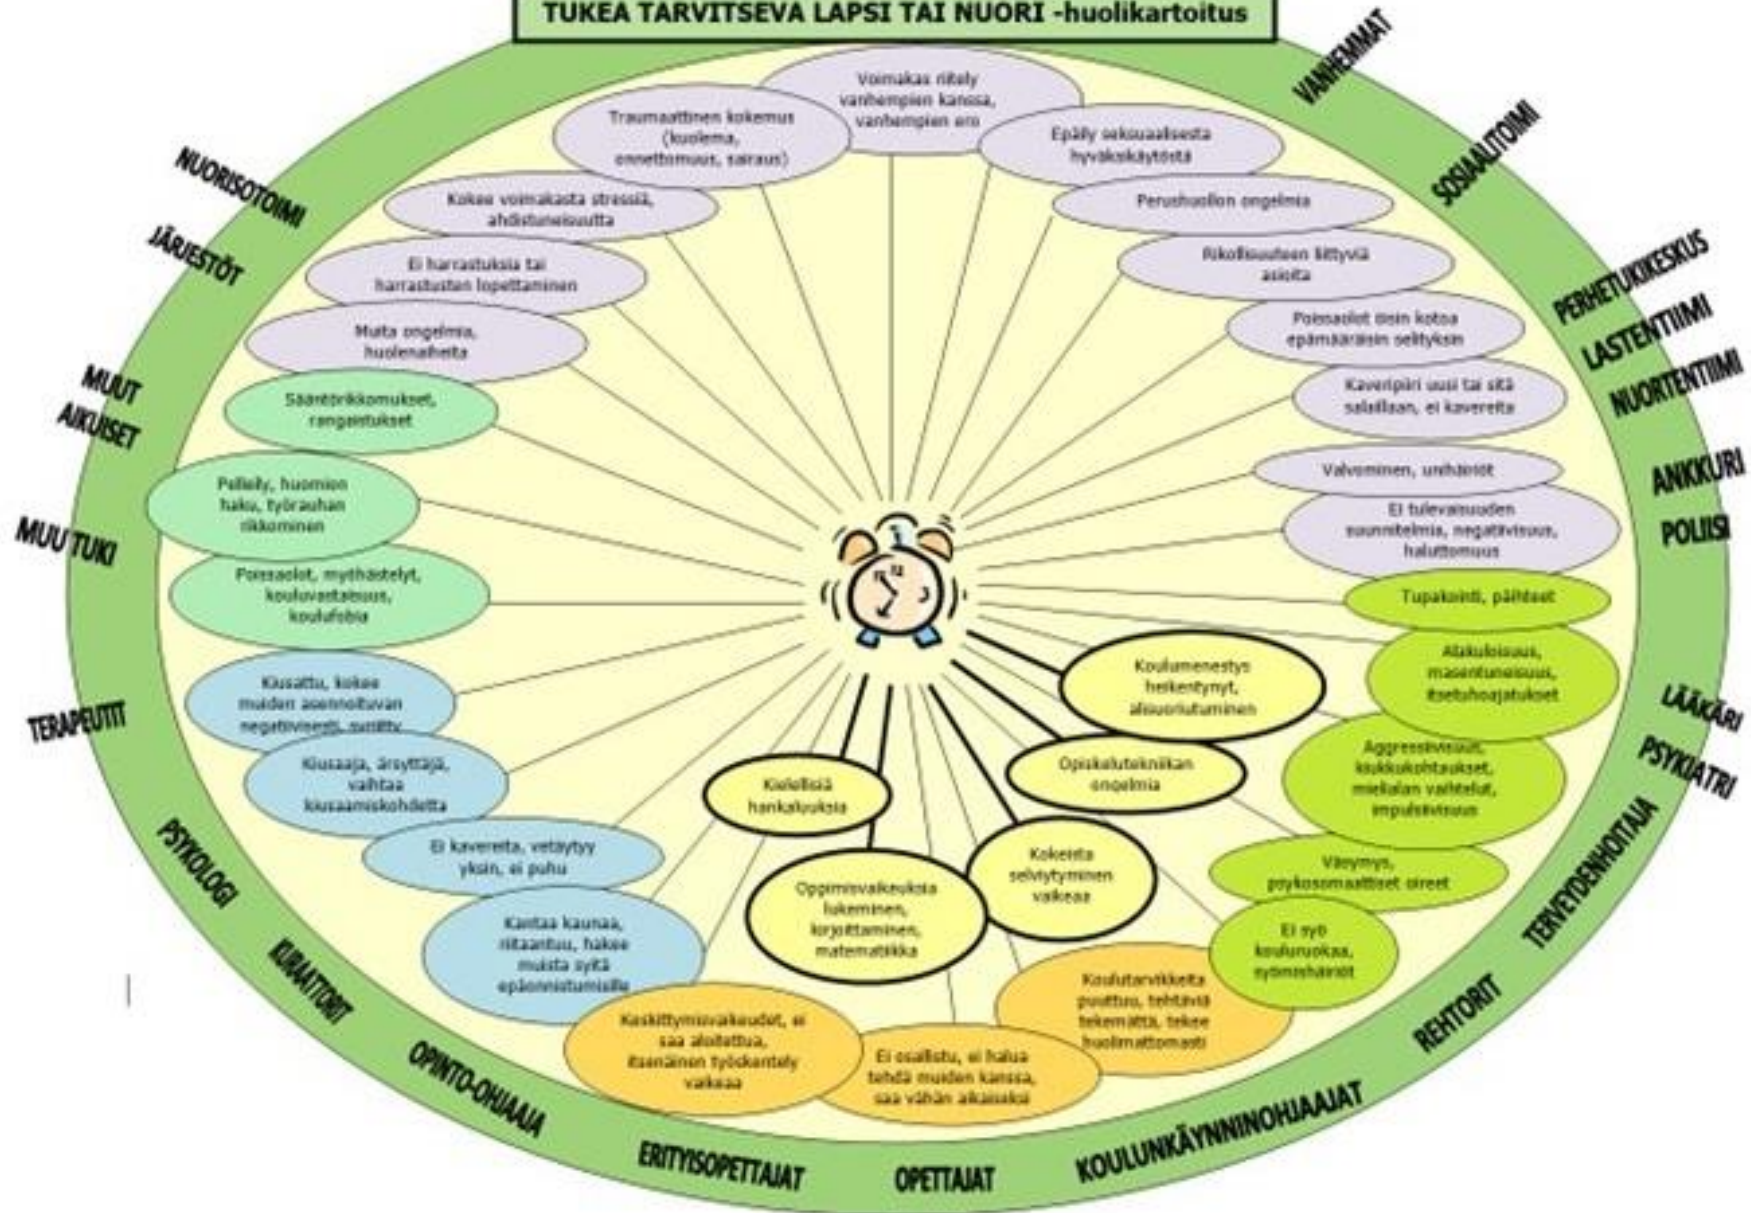 TUKEA TARVITSEVA LAPSI TAI NUORI -huolikartoitus
VANHEMMAT
SOSIAALITOIMI
PERHETUKIKESKUS
LASTENTIIMI
NUORTENTIIMI
ANKKURI
POLIISI
LÄÄKÄRI
PSYKIATRI
TERVEYDENHOITAJA
REHTORIT
KOULUNKÄYNNINOHJAAJAT
OPETTAJAT
ERITYISOPETTAJAT
OPINTO-OHJAAJA
KURAATTORIT
PSYKOLOGI
TERAPEUTIT
MUU TUKI
MUUT
AIKUISET
JÄRJESTÖT
NUORISOTOIMI
Voimakas riitely
vanhempien kanssa,
vanhempien ero
Epäily seksuaalisesta
hyväksikäytöstä
Perushuollon ongelmia
Rikollisuuteen liittyviä
asioita
Poissaolot öisin kotoa
epämääräisin selityksin
Kaveripiiri uusi tai sitä
salaillaan, ei kavereita
Valvominen, unihäiriöt
Ei tulevaisuuden
suunnitelmia, negatiivisuus,
haluttomuus
Tupakointi, päihteet
Alakuloisuus,
masentuneisuus,
itsetuhoajatukset
Aggressiivisuus,
kiukkukohtaukset,
mielialan vaihtelut,
impulsiivisuus
Väsymys,
psykosomaattiset oireet
Ei syö
kouluruokaa,
syömishäiriöt
Koulutarvikkeita
puuttuu, tehtäviä
tekemättä, tekee
huolimattomasti
Ei osallistu, ei halua
tehdä muiden kanssa,
saa vähän aikaiseksi
Keskittymisvaikeudet, ei
saa aloitettua,
itsenäinen työskentely
vaikeaa
Kantaa kaunaa,
riitaantuu, hakee
muista syitä
epäonnistumisille
Ei kavereita, vetäytyy
yksin, ei puhu
Kiusaaja, ärsyttäjä,
vaihtaa
kiusaamiskohdetta
Kiusattu, kokee
muiden asennoituvan
negatiivisesti, syrjitty
Poissaolot, myöhästelyt,
kouluvastaisuus,
koulufobia
Pelleily, huomion
haku, työrauhan
rikkominen
Sääntörikkomukset,
rangaistukset
Muita ongelmia,
huolenaiheita
Ei harrastuksia tai
harrastusten lopettaminen
Kokee voimakasta stressiä,
ahdistuneisuutta
Traumaattinen kokemus
(kuolema,
onnettomuus, sairaus)
Koulumenestys
heikentynyt,
alisuoriutuminen
Opiskelutekniikan
ongelmia
Kokeista
selviytyminen
vaikeaa
Oppimisvaikeuksia
lukeminen,
kirjoittaminen,
matematiikka
Kielellisiä
hankaluuksia